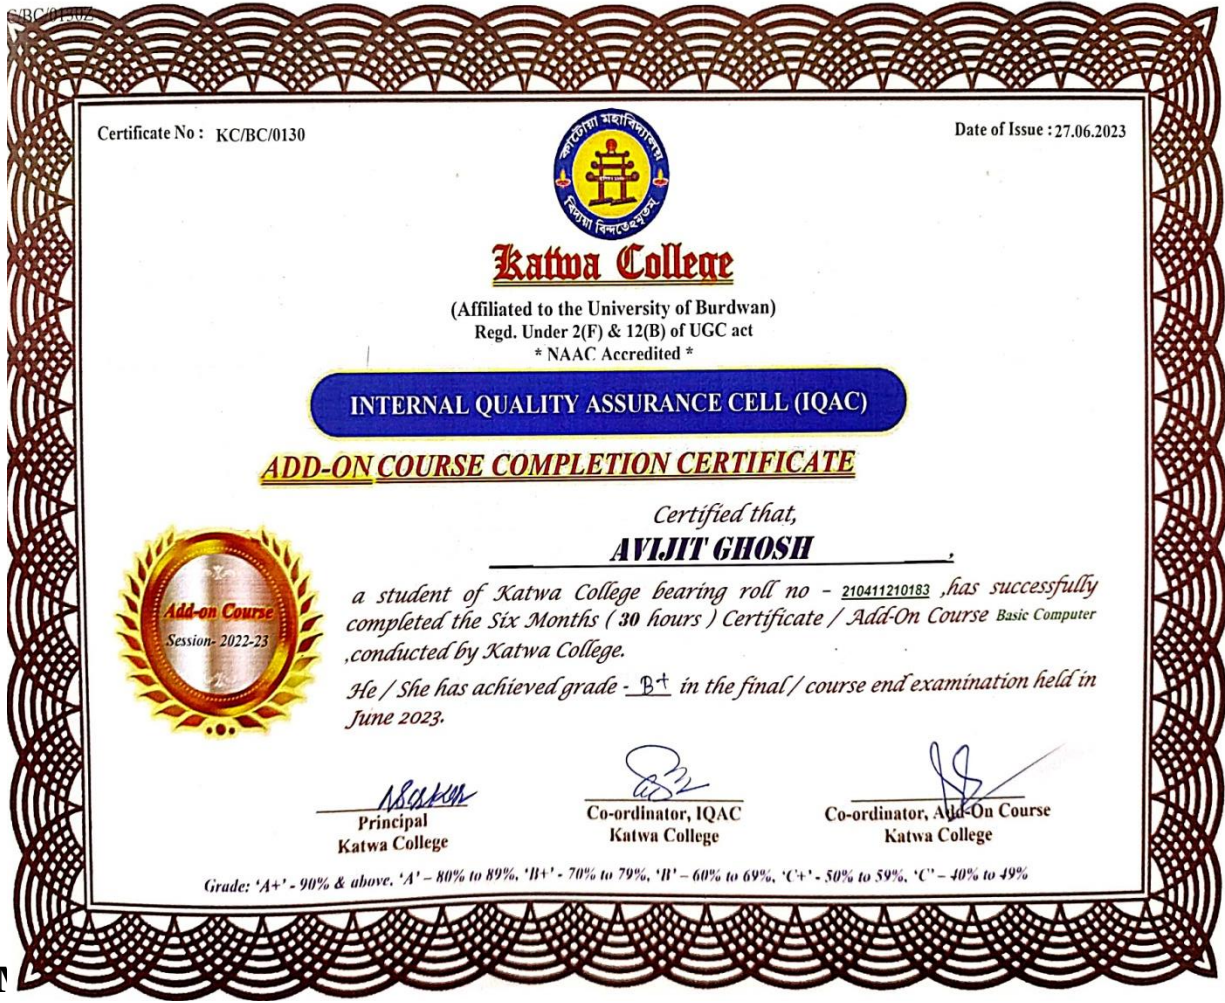 Certificate No : KC/BC/0130
Date of Issue : 27.06.2023
কাটোয়া মহাবিদ্যালয়
বিদ্যয়া বিন্দতেঽমৃতম্
Katwa College
(Affiliated to the University of Burdwan)
Regd. Under 2(F) & 12(B) of UGC act
* NAAC Accredited *
INTERNAL QUALITY ASSURANCE CELL (IQAC)
ADD-ON COURSE COMPLETION CERTIFICATE
Certified that,
AVIJIT GHOSH ,
Add-on Course
Session- 2022-23
a student of Katwa College bearing roll no - 210411210183 ,has successfully
completed the Six Months ( 30 hours ) Certificate / Add-On Course Basic Computer
,conducted by Katwa College.
He / She has achieved grade - B+ in the final / course end examination held in
June 2023.
Principal
Katwa College
Co-ordinator, IQAC
Katwa College
Co-ordinator, Add-On Course
Katwa College
Grade: 'A+' - 90% & above, 'A' – 80% to 89%, 'B+' - 70% to 79%, 'B' – 60% to 69%, 'C+' - 50% to 59%, 'C' – 40% to 49%